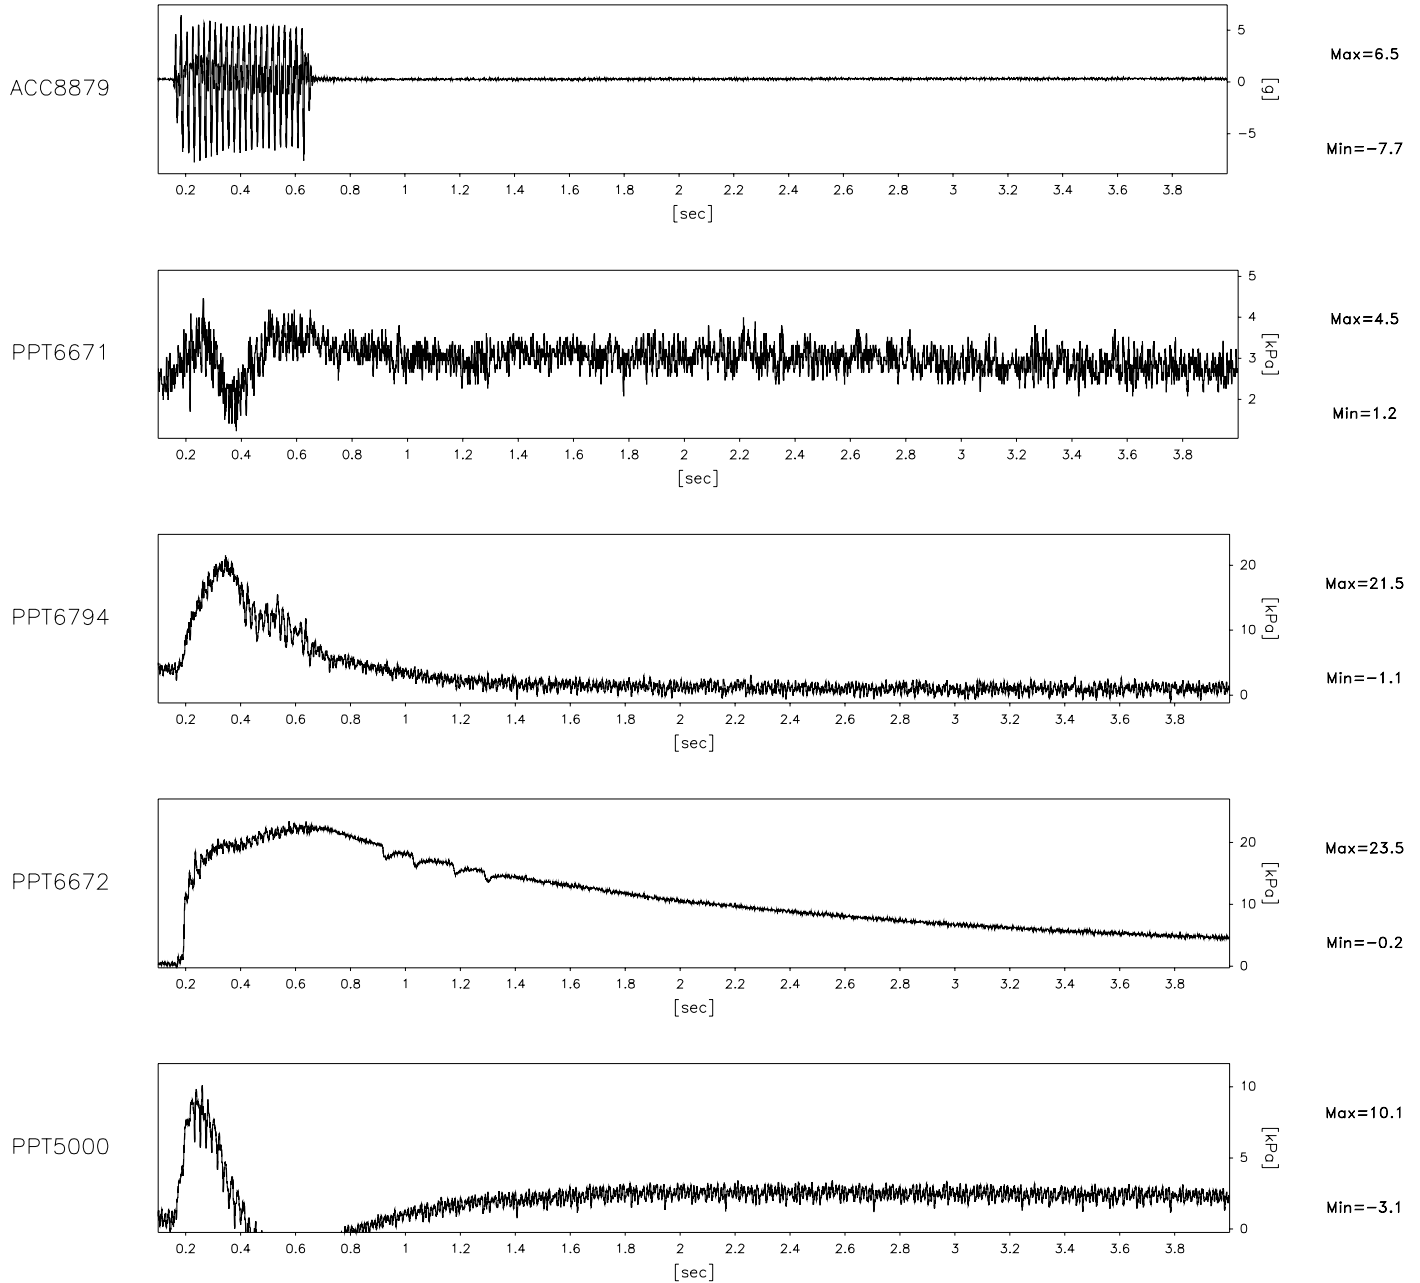 ACC8879
5
0
−5
[g]
Max=6.5
Min=−7.7
0.2 0.4 0.6 0.8 1 1.2 1.4 1.6 1.8 2 2.2 2.4 2.6 2.8 3 3.2 3.4 3.6 3.8
[sec]
PPT6671
5
4
3
2
[kPa]
Max=4.5
Min=1.2
0.2 0.4 0.6 0.8 1 1.2 1.4 1.6 1.8 2 2.2 2.4 2.6 2.8 3 3.2 3.4 3.6 3.8
[sec]
PPT6794
20
10
0
[kPa]
Max=21.5
Min=−1.1
0.2 0.4 0.6 0.8 1 1.2 1.4 1.6 1.8 2 2.2 2.4 2.6 2.8 3 3.2 3.4 3.6 3.8
[sec]
PPT6672
20
10
0
[kPa]
Max=23.5
Min=−0.2
0.2 0.4 0.6 0.8 1 1.2 1.4 1.6 1.8 2 2.2 2.4 2.6 2.8 3 3.2 3.4 3.6 3.8
[sec]
PPT5000
10
5
0
[kPa]
Max=10.1
Min=−3.1
0.2 0.4 0.6 0.8 1 1.2 1.4 1.6 1.8 2 2.2 2.4 2.6 2.8 3 3.2 3.4 3.6 3.8
[sec]